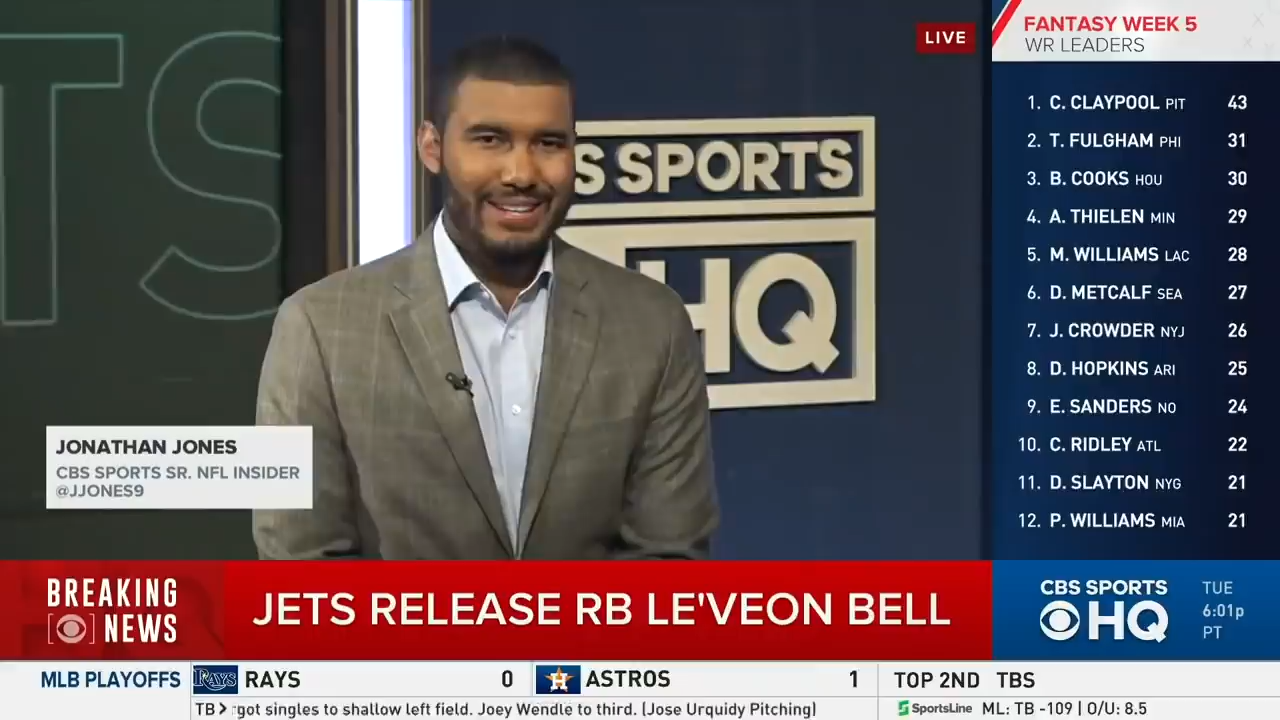 TS
LIVE
S SPORTS
HQ
FANTASY WEEK 5
WR LEADERS
1. C. CLAYPOOL PIT 43
2. T. FULGHAM PHI 31
3. B. COOKS HOU 30
4. A. THIELEN MIN 29
5. M. WILLIAMS LAC 28
6. D. METCALF SEA 27
7. J. CROWDER NYJ 26
8. D. HOPKINS ARI 25
9. E. SANDERS NO 24
10. C. RIDLEY ATL 22
11. D. SLAYTON NYG 21
12. P. WILLIAMS MIA 21
JONATHAN JONES
CBS SPORTS SR. NFL INSIDER
@JJONES9
BREAKING
NEWS
JETS RELEASE RB LE'VEON BELL
CBS SPORTS
HQ
TUE
6:01p
PT
MLB PLAYOFFS RAYS RAYS 0 ASTROS 1 TOP 2ND TBS
TB > got singles to shallow left field. Joey Wendle to third. (Jose Urquidy Pitching) SportsLine ML: TB -109 | O/U: 8.5